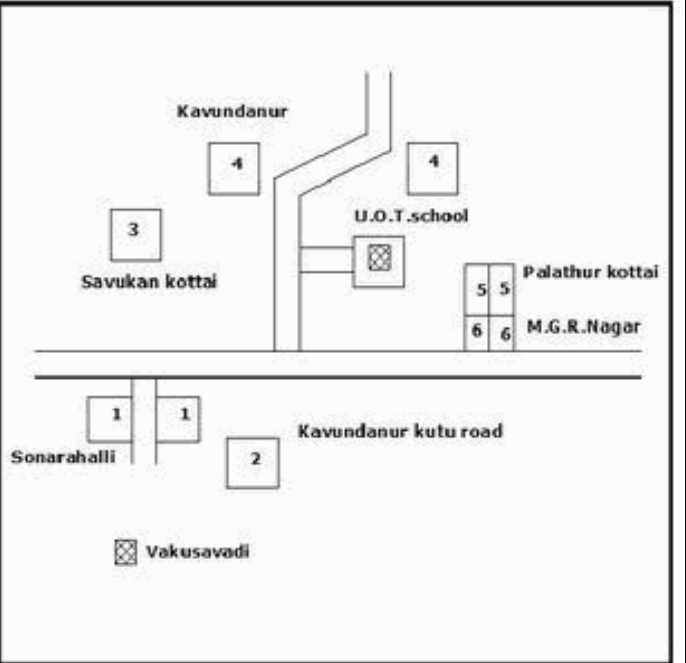 Kavundanur
4
4
U.O.T.school
3
Savukan kottai
Palathur kottai
5 5
M.G.R.Nagar
6 6
1 1
Sonarahalli
Kavundanur kutu road
2
Vakusavadi